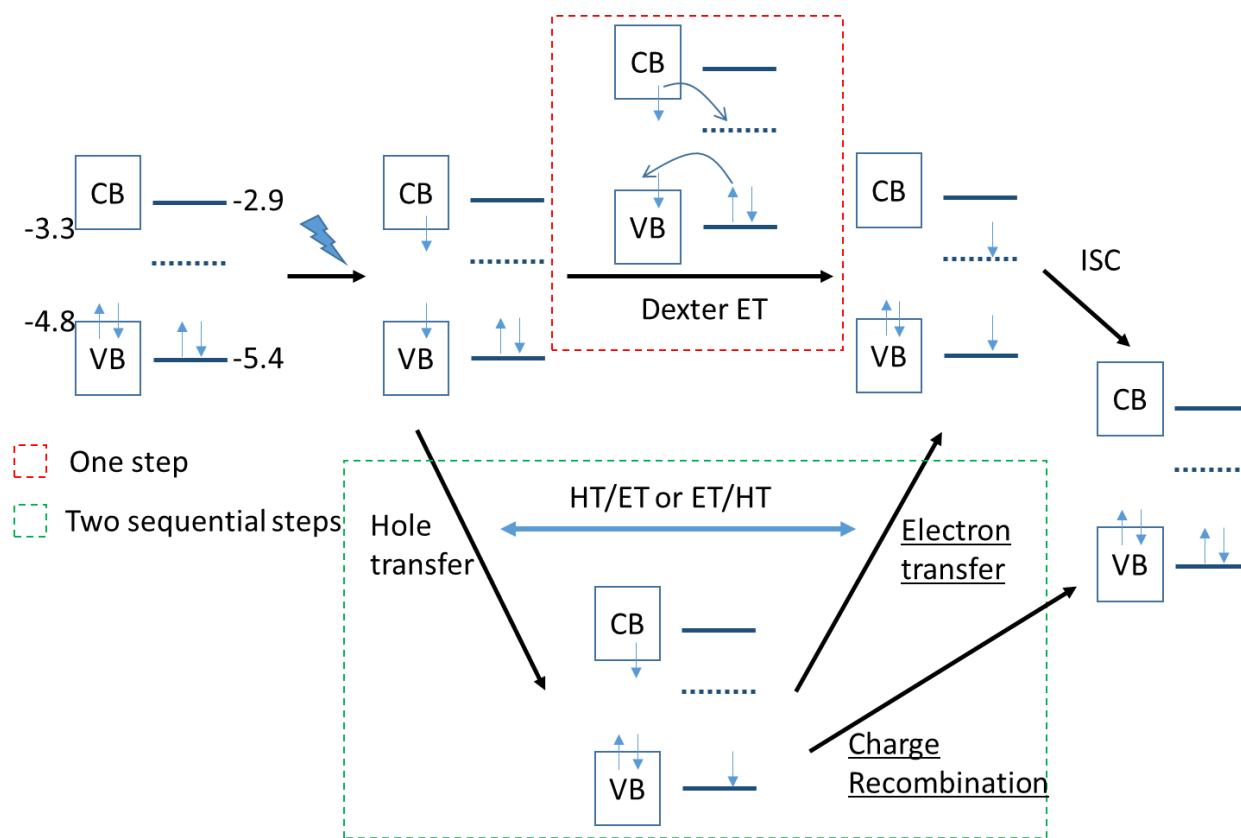 CB
-2.9
-3.3
-4.8
VB
-5.4
CB
VB
CB
VB
Dexter ET
CB
VB
ISC
CB
VB
One step
Two sequential steps
HT/ET or ET/HT
Hole
transfer
Electron
transfer
CB
VB
Charge
Recombination